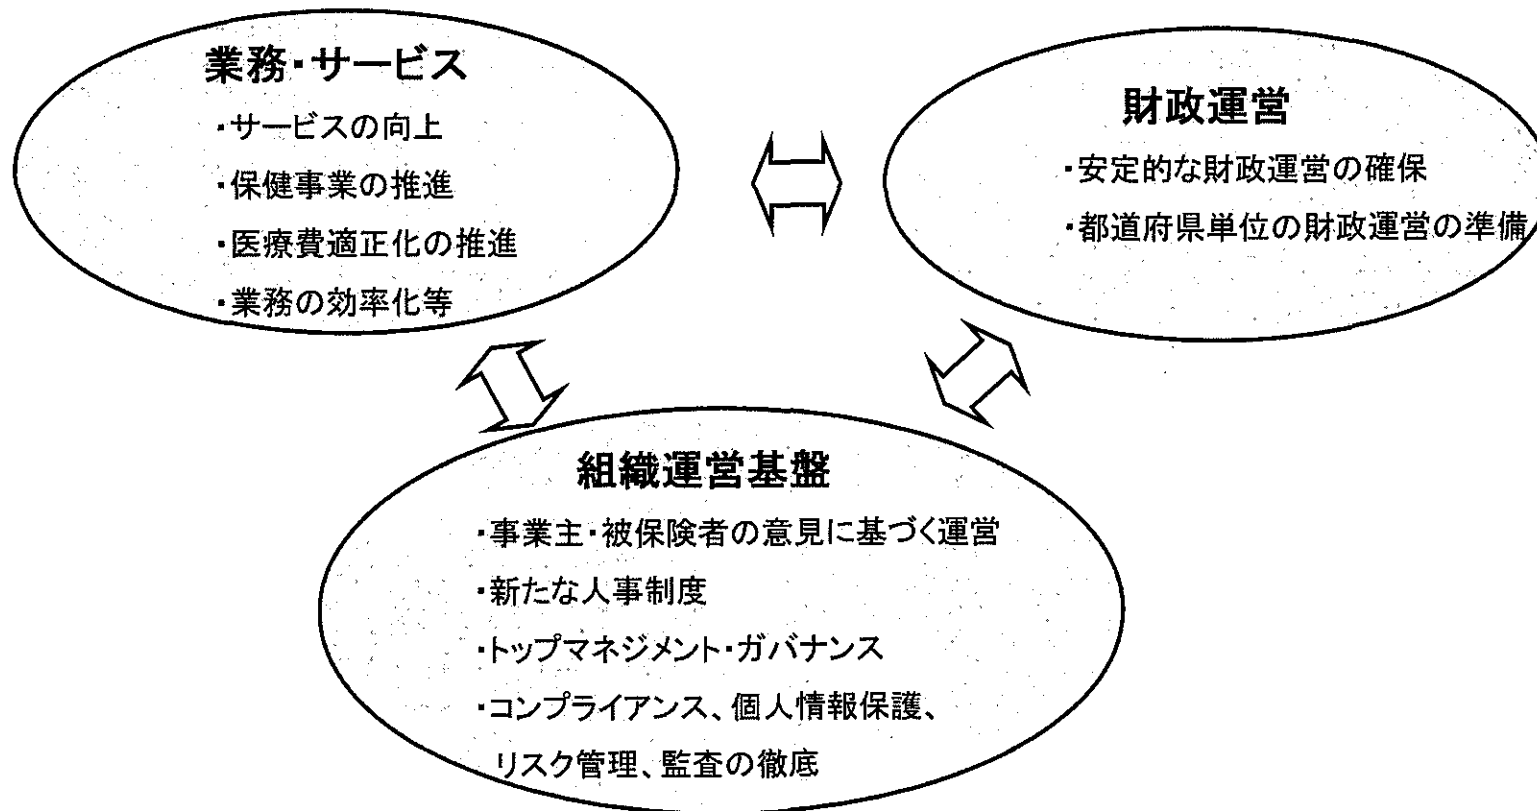 業務・サービス
・サービスの向上
・保健事業の推進
・医療費適正化の推進
・業務の効率化等
財政運営
・安定的な財政運営の確保
・都道府県単位の財政運営の準備
組織運営基盤
・事業主・被保険者の意見に基づく運営
・新たな人事制度
・トップマネジメント・ガバナンス
・コンプライアンス、個人情報保護、
リスク管理、監査の徹底